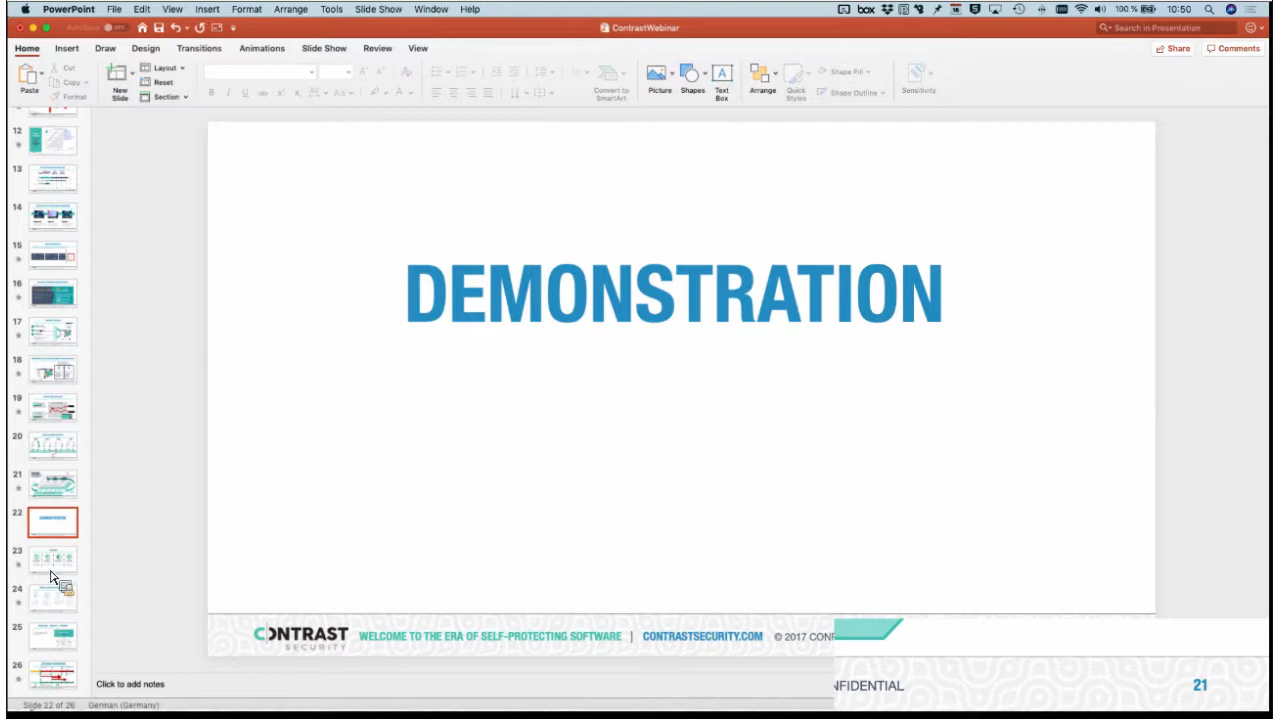 PowerPoint File Edit View Insert Format Arrange Tools Slide Show Window Help
box 16 100 % 10:50
AutoSave OFF
ContrastWebinar
Search in Presentation
Home Insert Draw Design Transitions Animations Slide Show Review View
Share Comments
Paste
Cut
Copy
Format
New Slide
Layout
Reset
Section
B I U
Convert to SmartArt
Picture
Shapes
Text Box
Arrange
Quick Styles
Shape Fill
Shape Outline
Sensitivity
12
13
14
15
16
17
18
19
20
21
22
23
24
25
26
DEMONSTRATION
CONTRAST SECURITY
WELCOME TO THE ERA OF SELF-PROTECTING SOFTWARE | CONTRASTSECURITY.COM © 2017 CONF
NFIDENTIAL 21
Click to add notes
Slide 22 of 26 German (Germany)